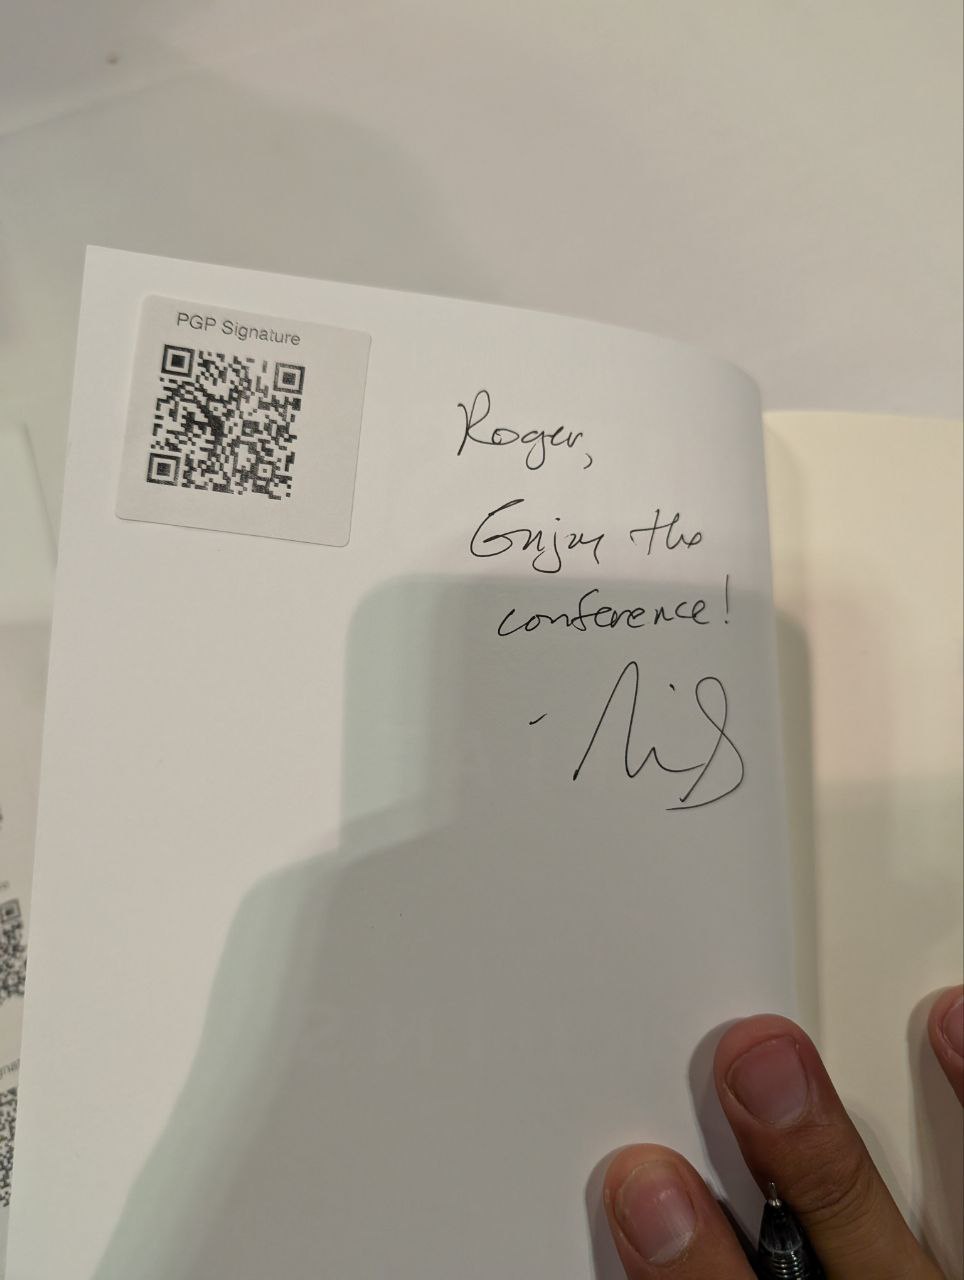 PGP Signature
Roger,
Enjoy the
conference!